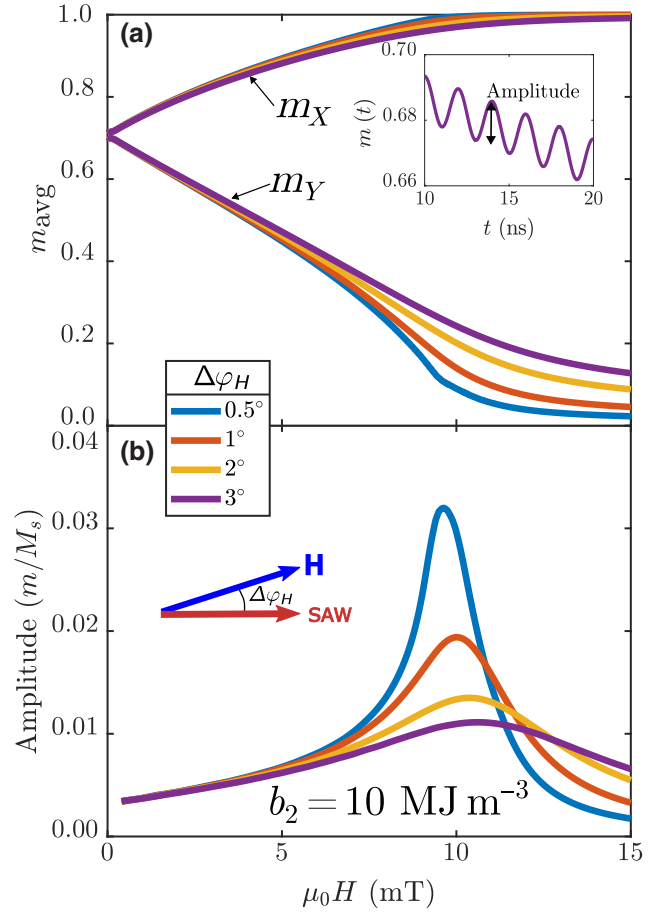 (a)
1.0
0.8
0.6
0.4
0.2
0.0
m_avg
m_X
m_Y
0.70
0.68
0.66
m (t)
Amplitude
10
15
20
t (ns)
Δφ_H
0.5°
1°
2°
3°
(b)
0.04
0.03
0.02
0.01
0.00
Amplitude (m/M_s)
H
Δφ_H
SAW
b₂ = 10 MJ m⁻³
0
5
10
15
μ₀H (mT)